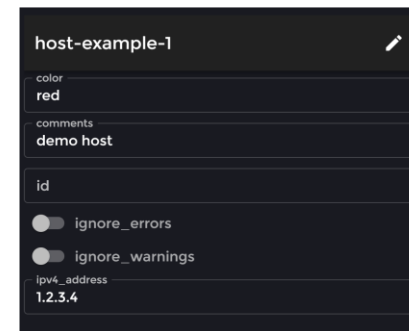 host-example-1
color
red
comments
demo host
id
ignore_errors
ignore_warnings
ipv4_address
1.2.3.4